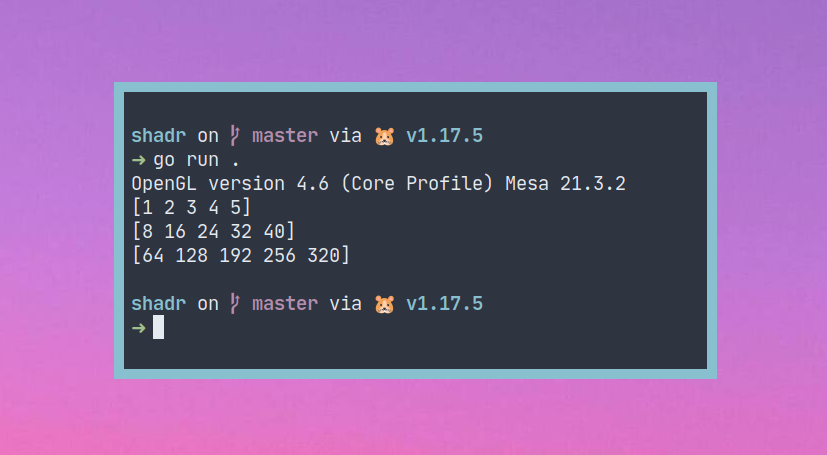 shadr on master via 🐹 v1.17.5
➜ go run .
OpenGL version 4.6 (Core Profile) Mesa 21.3.2
[1 2 3 4 5]
[8 16 24 32 40]
[64 128 192 256 320]
shadr on master via 🐹 v1.17.5
➜